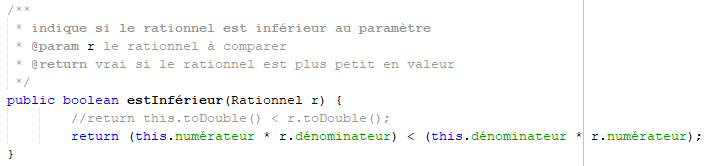 /**
 * indique si le rationnel est inférieur au paramètre
 * @param r le rationnel à comparer
 * @return vrai si le rationnel est plus petit en valeur
 */
public boolean estInférieur(Rationnel r) {
        //return this.toDouble() < r.toDouble();
        return (this.numérateur * r.dénominateur) < (this.dénominateur * r.numérateur);
}